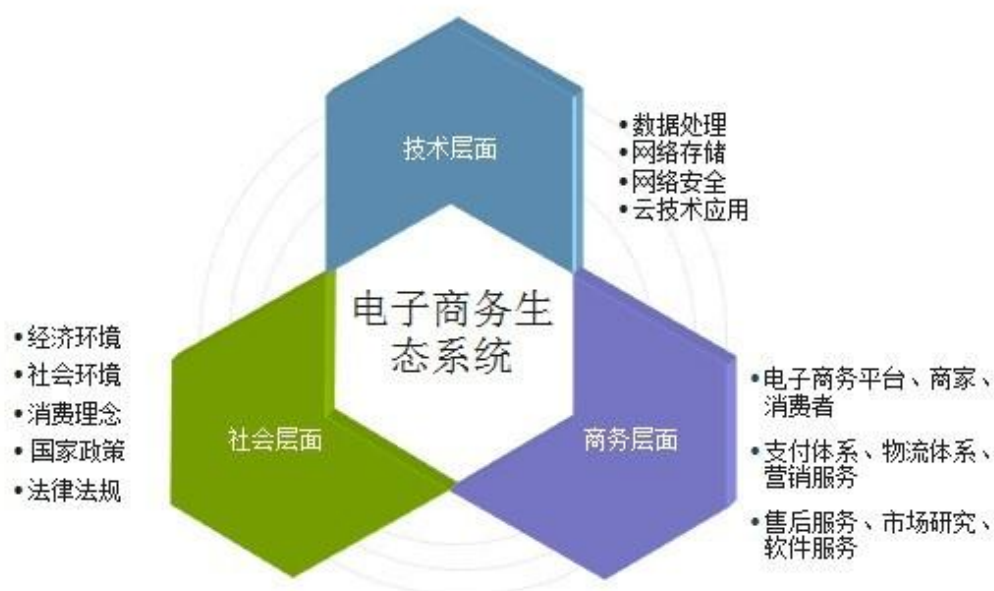 技术层面
•数据处理
•网络存储
•网络安全
•云技术应用
电子商务生
态系统
•经济环境
•社会环境
•消费理念
•国家政策
•法律法规
社会层面
商务层面
•电子商务平台、商家、
消费者
•支付体系、物流体系、
营销服务
•售后服务、市场研究、
软件服务